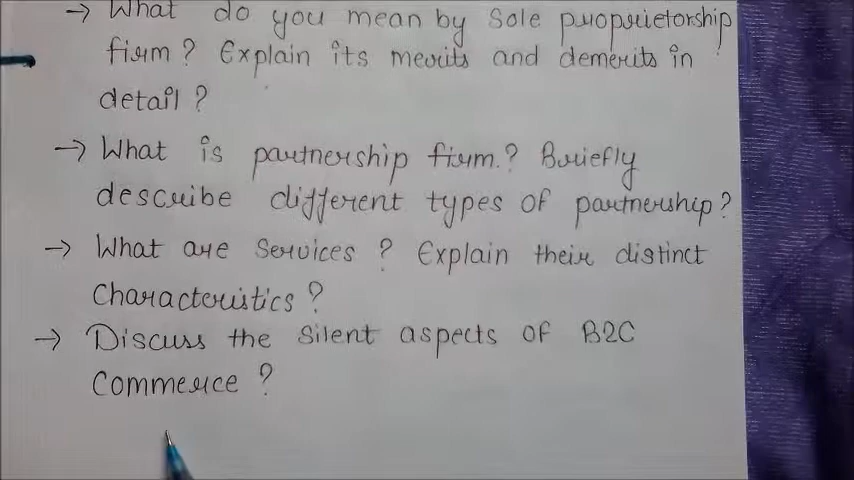 → What do you mean by Sole proprietorship
firm ? Explain its merits and demerits in
detail ?
→ What is partnership firm.? Briefly
describe different types of partnership ?
→ What are Services ? Explain their distinct
Characteristics ?
→ Discuss the Silent aspects of B2C
Commerce ?